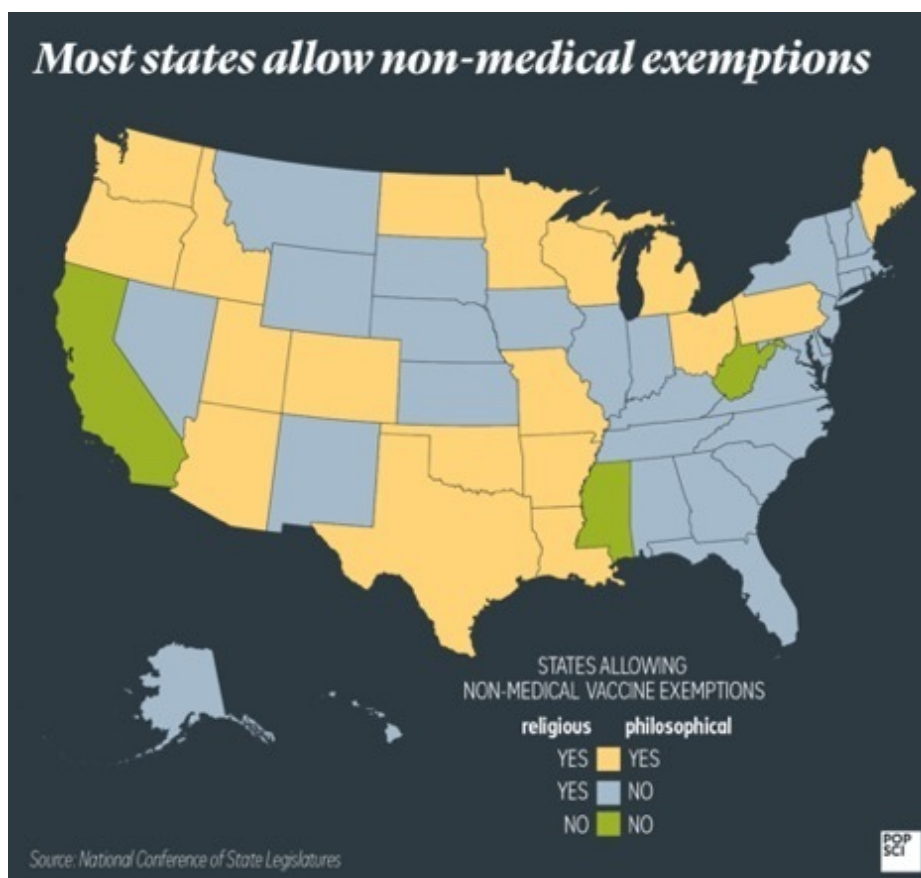 Most states allow non-medical exemptions
STATES ALLOWING
NON-MEDICAL VACCINE EXEMPTIONS
religious philosophical
YES YES
YES NO
NO NO
Source: National Conference of State Legislatures
POP
SCI